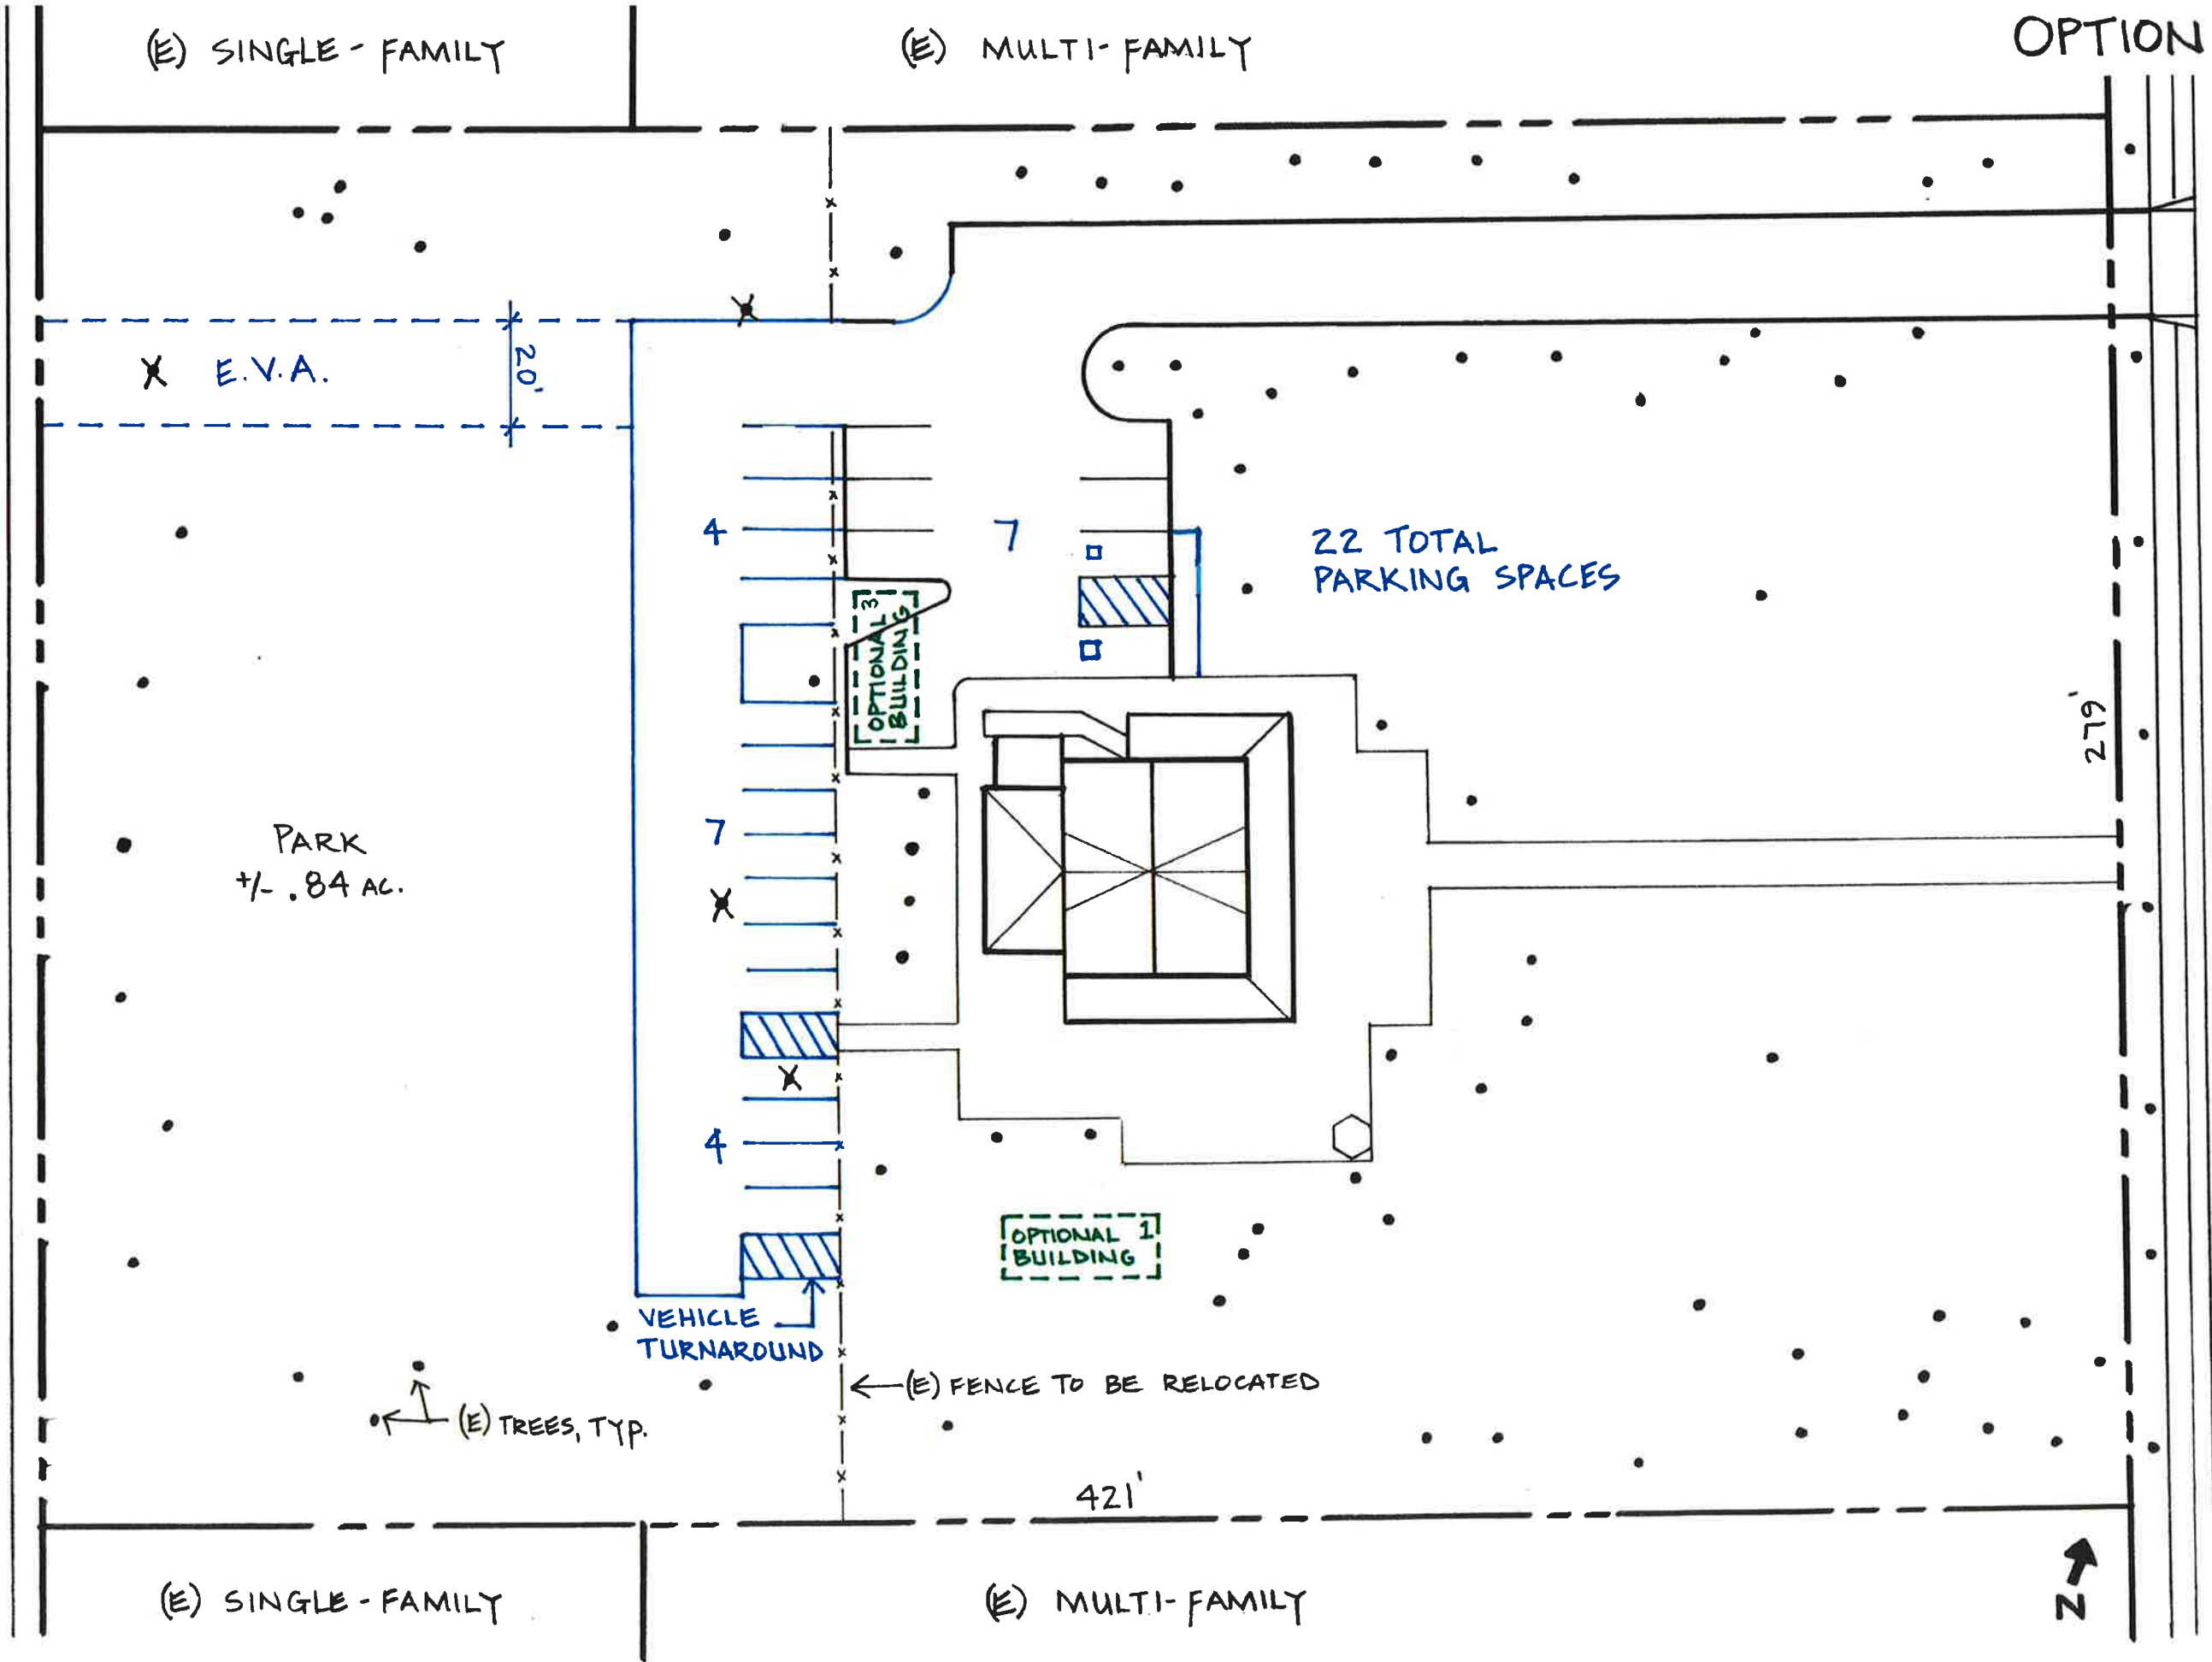 (E) SINGLE-FAMILY
(E) MULTI-FAMILY
OPTION
E.V.A.
20'
4
7
22 TOTAL
PARKING SPACES
OPTIONAL 3
BUILDING
279'
PARK
+/- .84 AC.
7
4
OPTIONAL 1
BUILDING
VEHICLE
TURNAROUND
(E) FENCE TO BE RELOCATED
(E) TREES, TYP.
421'
(E) SINGLE-FAMILY
(E) MULTI-FAMILY
N